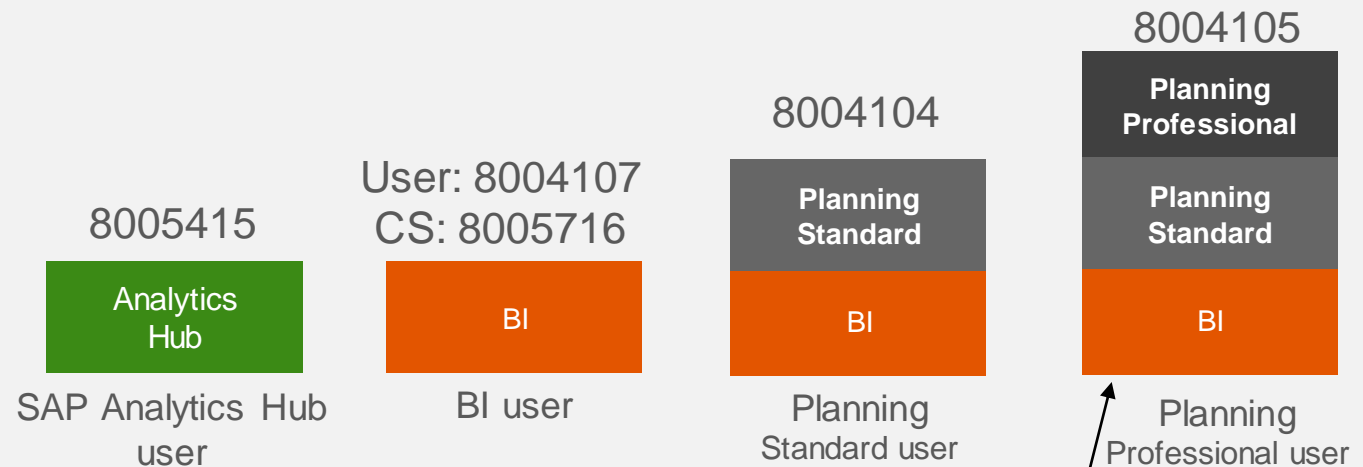 8005415
Analytics
Hub
SAP Analytics Hub
user
User: 8004107
CS: 8005716
BI
BI user
8004104
Planning
Standard
BI
Planning
Standard user
8004105
Planning
Professional
Planning
Standard
BI
Planning
Professional user